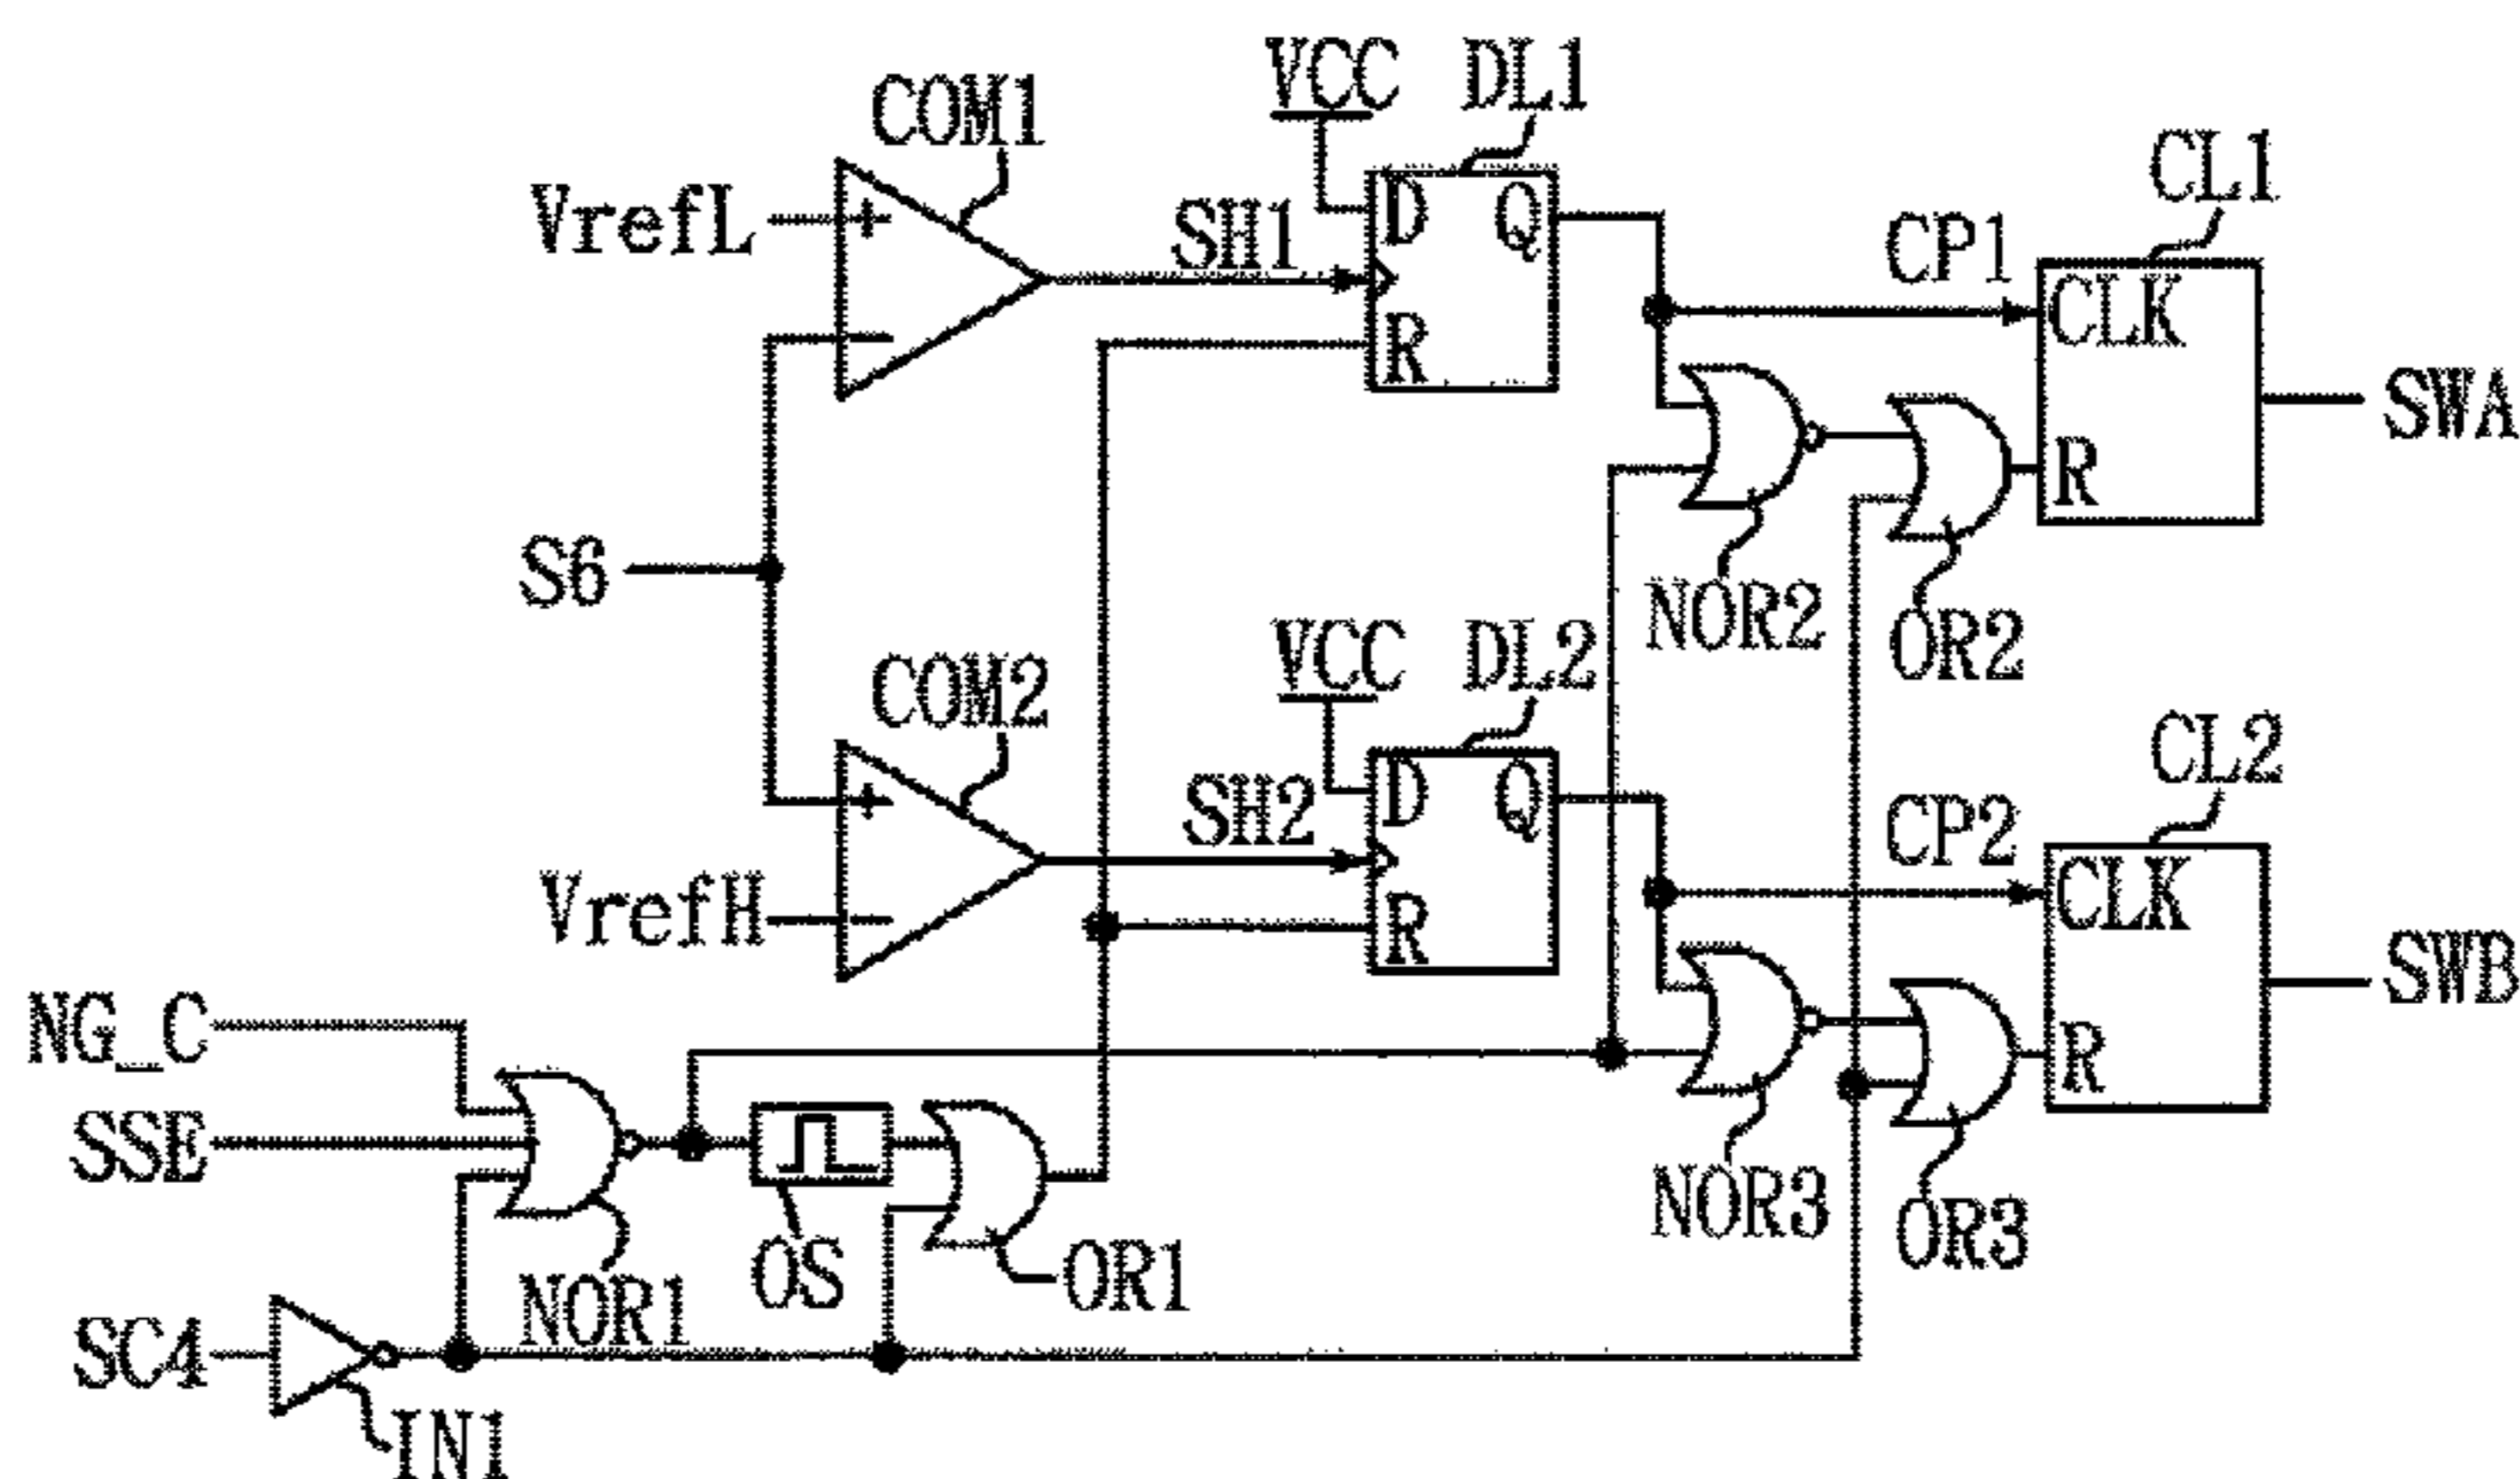 VCC DL1
COM1
CL1
VrefL
+
SH1
D Q
CP1
CLK
-
R
SWA
R
S6
NOR2
OR2
VCC DL2
COM2
CL2
+
SH2
D Q
CP2
CLK
VrefH
-
R
SWB
NG_C
R
SSE
NOR3
OR3
OS
OR1
NOR1
SC4
IN1